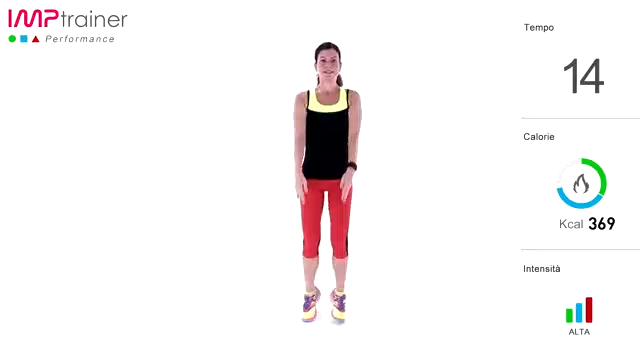 IMPtrainer
Performance
Tempo
14
Calorie
Kcal 369
Intensità
ALTA